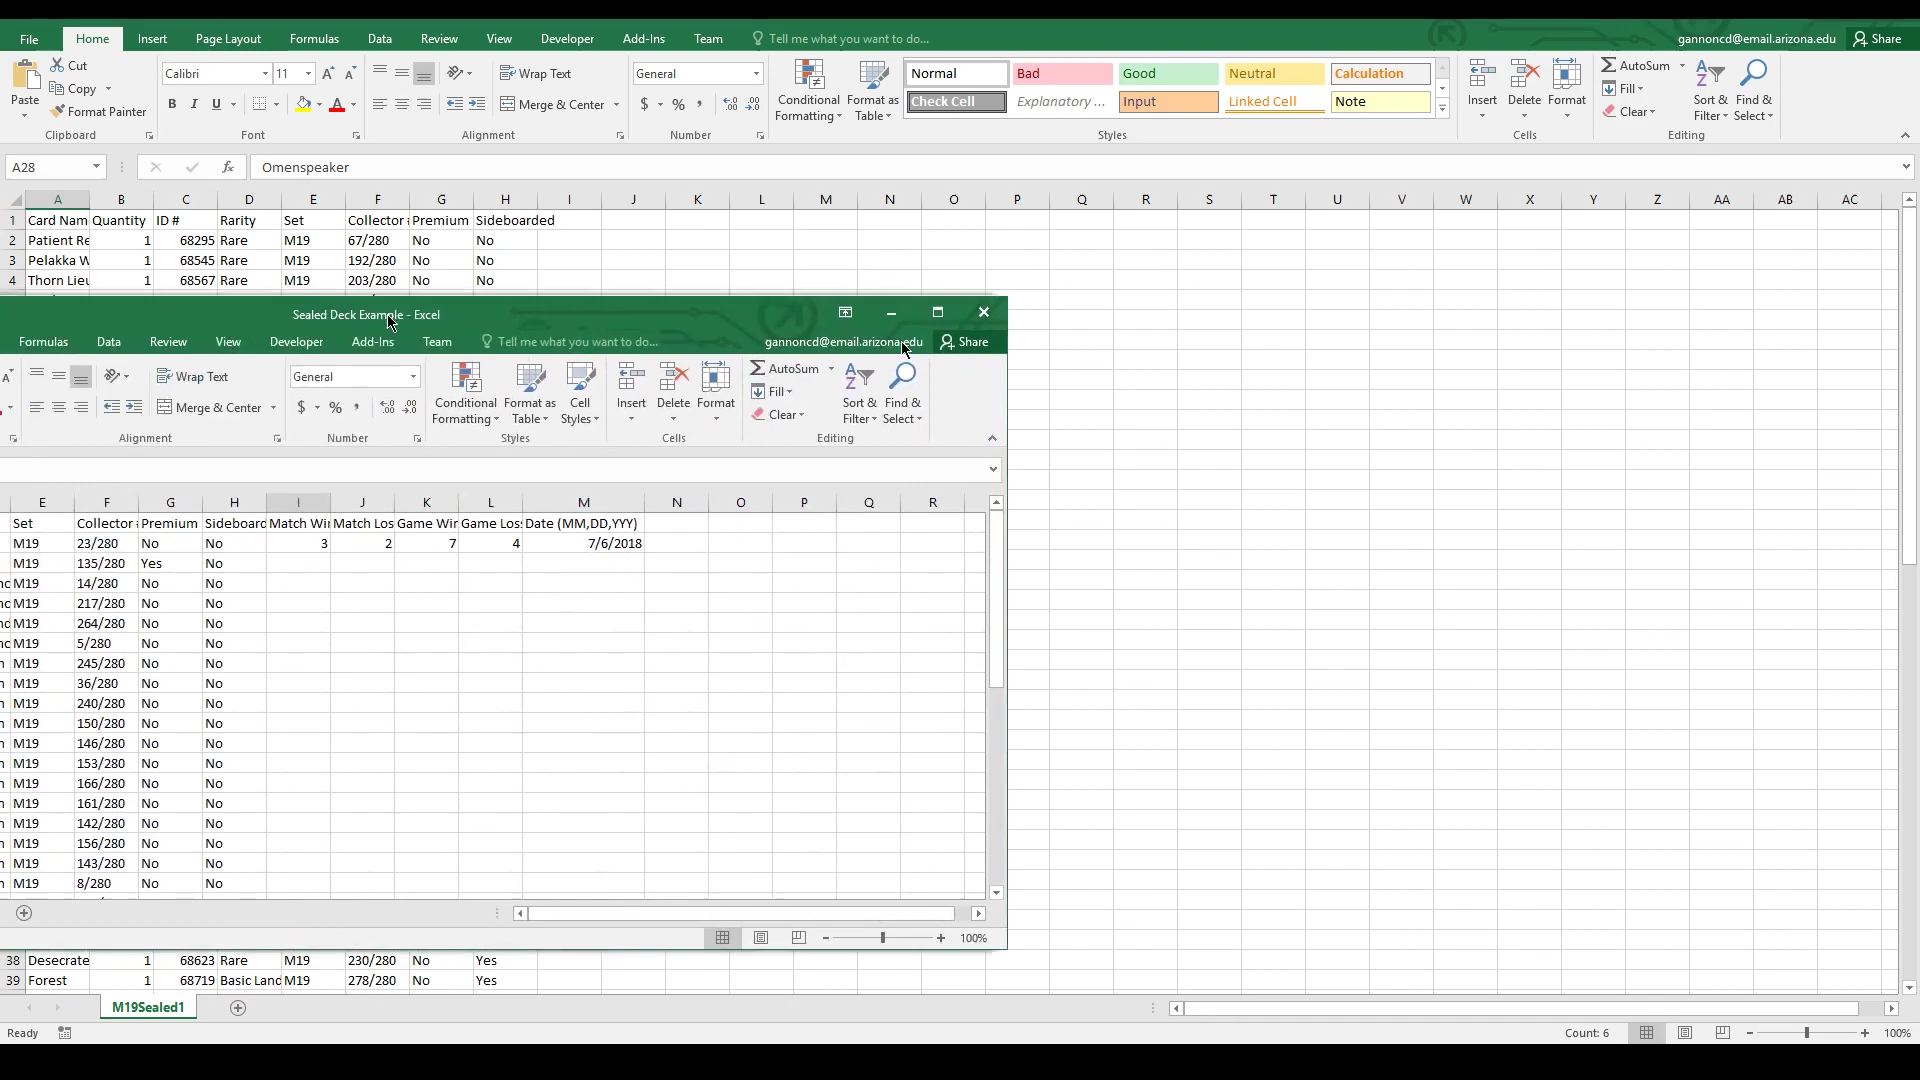 File Home Insert Page Layout Formulas Data Review View Developer Add-Ins Team Tell me what you want to do... gannoncd@email.arizona.edu Share
Cut
Copy
Format Painter
Paste
Calibri 11
B I U
Wrap Text
Merge & Center
General
$ % ,
Conditional Formatting
Format as Table
Normal Bad Good Neutral Calculation
Check Cell Explanatory ... Input Linked Cell Note
Insert Delete Format
AutoSum
Fill
Clear
Sort & Filter
Find & Select
Clipboard Font Alignment Number Styles Cells Editing
A28 fx Omenspeaker
A B C D E F G H I J K L M N O P Q R S T U V W X Y Z AA AB AC
1 Card Nam Quantity ID # Rarity Set Collector Premium Sideboarded
2 Patient Re 1 68295 Rare M19 67/280 No No
3 Pelakka W 1 68545 Rare M19 192/280 No No
4 Thorn Lieu 1 68567 Rare M19 203/280 No No
Sealed Deck Example - Excel
Formulas Data Review View Developer Add-Ins Team Tell me what you want to do... gannoncd@email.arizona.edu Share
Wrap Text
Merge & Center
General
$ % ,
Conditional Formatting
Format as Table
Cell Styles
Insert Delete Format
AutoSum
Fill
Clear
Sort & Filter
Find & Select
Alignment Number Styles Cells Editing
E F G H I J K L M N O P Q R
Set Collector Premium Sideboard Match Wi Match Los Game Wi Game Los Date (MM,DD,YYY)
M19 23/280 No No 3 2 7 4 7/6/2018
M19 135/280 Yes No
M19 14/280 No No
M19 217/280 No No
M19 264/280 No No
M19 5/280 No No
M19 245/280 No No
M19 36/280 No No
M19 240/280 No No
M19 150/280 No No
M19 146/280 No No
M19 153/280 No No
M19 166/280 No No
M19 161/280 No No
M19 142/280 No No
M19 156/280 No No
M19 143/280 No No
M19 8/280 No No
100%
38 Desecrate 1 68623 Rare M19 230/280 No Yes
39 Forest 1 68719 Basic Land M19 278/280 No Yes
M19Sealed1
Ready Count: 6 100%